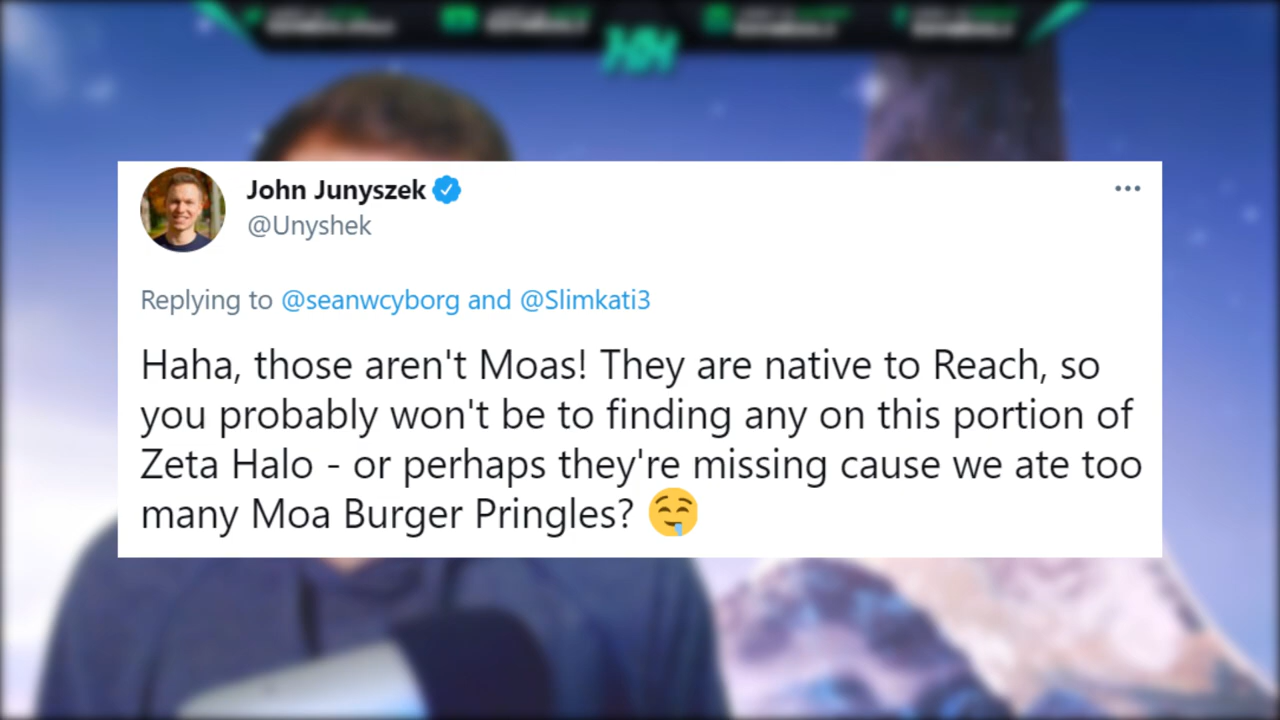 John Junyszek
@Unyshek
Replying to @seanwcyborg and @Slimkati3
Haha, those aren't Moas! They are native to Reach, so
you probably won't be to finding any on this portion of
Zeta Halo - or perhaps they're missing cause we ate too
many Moa Burger Pringles? 🤤